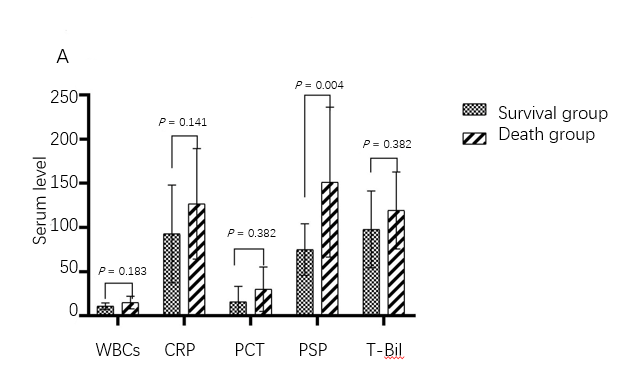 A
P = 0.004
P = 0.141
P = 0.382
P = 0.382
P = 0.183
Survival group
Death group
Serum level
250
200
150
100
50
0
WBCs CRP PCT PSP T-Bil